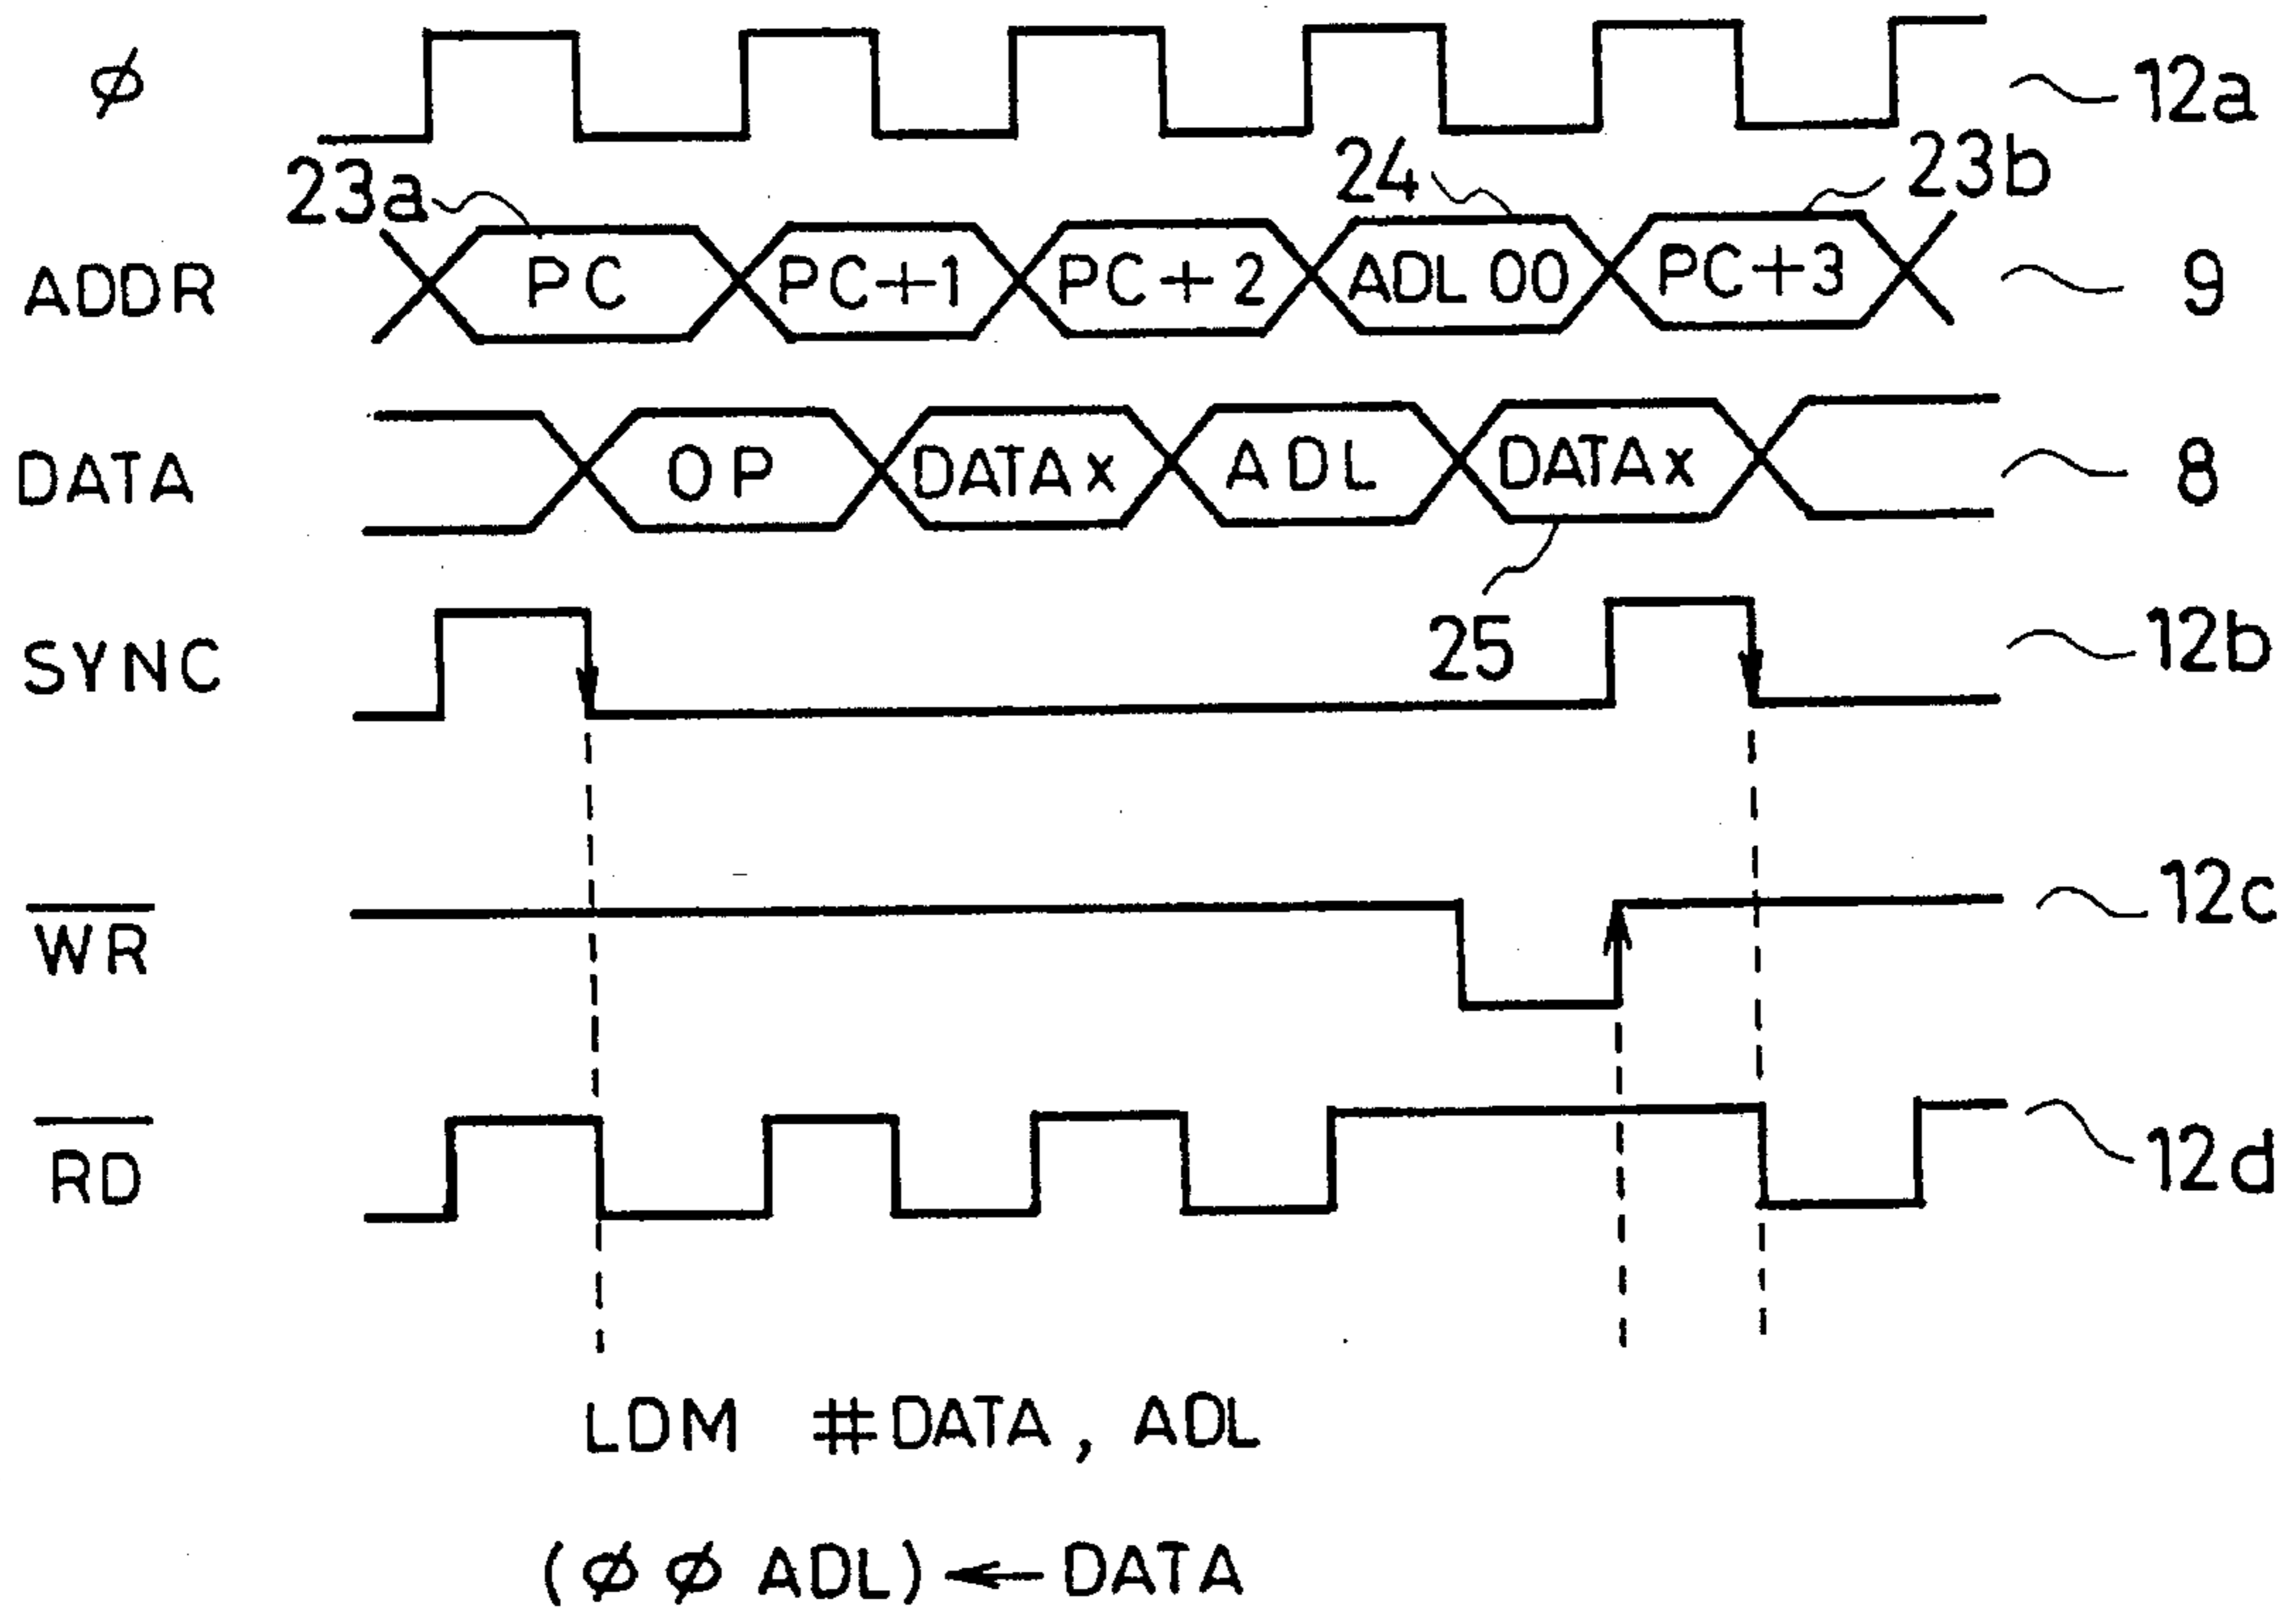 ϕ 12a
23a 24 23b
ADDR PC PC+1 PC+2 ADL 00 PC+3 9
DATA OP DATAx ADL DATAx 8
25
SYNC 12b
WR 12c
RD 12d
LDM #DATA, ADL
(ϕ ϕ ADL) ← DATA